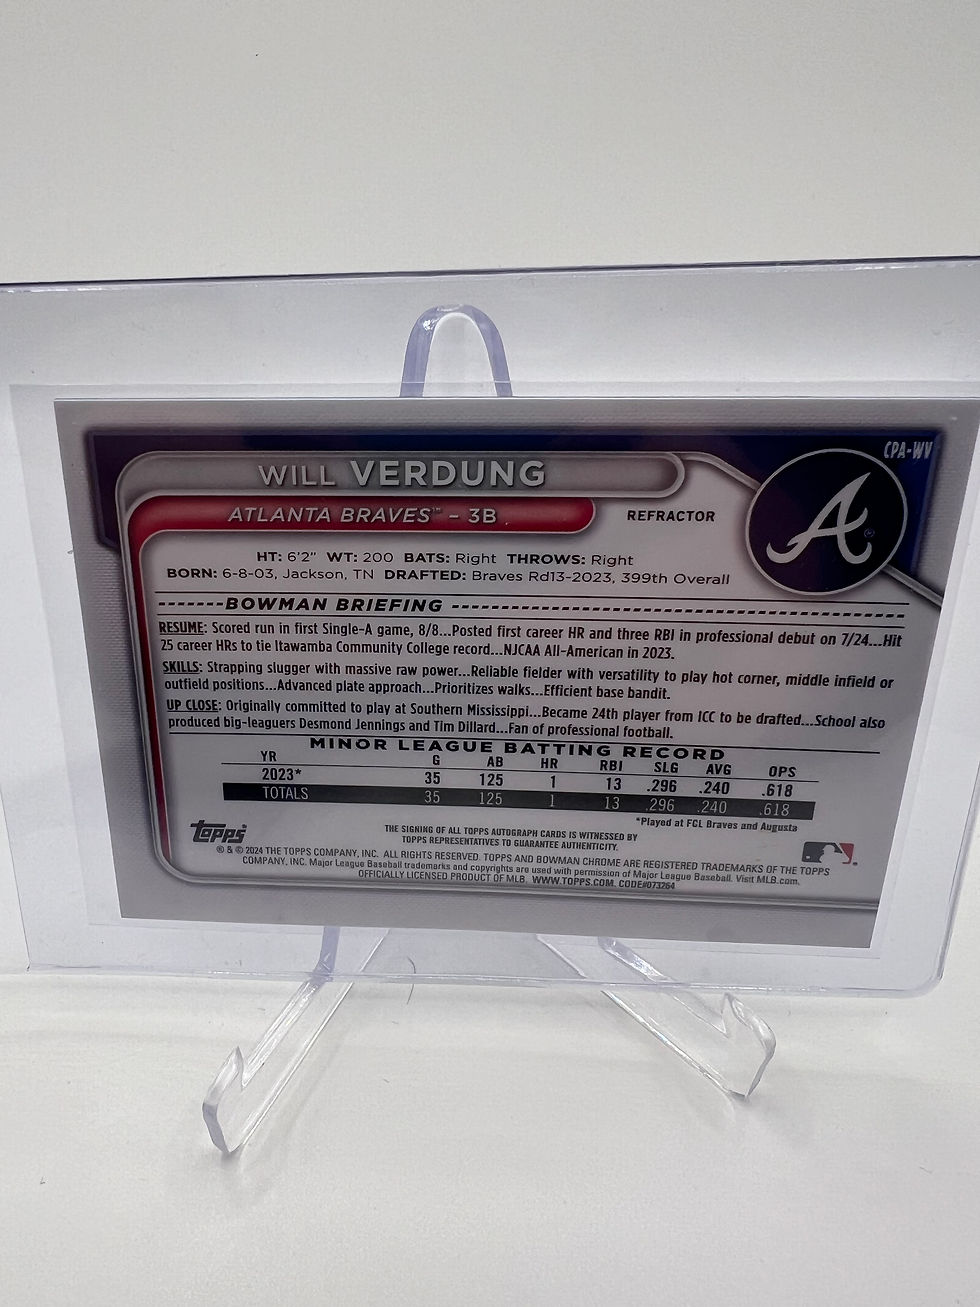 CPA-WV
WILL VERDUNG
ATLANTA BRAVES™ – 3B
REFRACTOR
A
HT: 6'2" WT: 200 BATS: Right THROWS: Right
BORN: 6-8-03, Jackson, TN DRAFTED: Braves Rd13-2023, 399th Overall
BOWMAN BRIEFING
RESUME: Scored run in first Single-A game, 8/8...Posted first career HR and three RBI in professional debut on 7/24...Hit
25 career HRs to tie Itawamba Community College record...NJCAA All-American in 2023.
SKILLS: Strapping slugger with massive raw power...Reliable fielder with versatility to play hot corner, middle infield or
outfield positions...Advanced plate approach...Prioritizes walks...Efficient base bandit.
UP CLOSE: Originally committed to play at Southern Mississippi...Became 24th player from ICC to be drafted...School also
produced big-leaguers Desmond Jennings and Tim Dillard...Fan of professional football.
MINOR LEAGUE BATTING RECORD
YR G AB HR RBI SLG AVG OPS
2023* 35 125 1 13 .296 .240 .618
TOTALS 35 125 1 13 .296 .240 .618
*Played at FCL Braves and Augusta
topps
THE SIGNING OF ALL TOPPS AUTOGRAPH CARDS IS WITNESSED BY
TOPPS REPRESENTATIVES TO GUARANTEE AUTHENTICITY.
® & © 2024 THE TOPPS COMPANY, INC. ALL RIGHTS RESERVED. TOPPS AND BOWMAN CHROME ARE REGISTERED TRADEMARKS OF THE TOPPS
COMPANY, INC. Major League Baseball trademarks and copyrights are used with permission of Major League Baseball. Visit MLB.com.
OFFICIALLY LICENSED PRODUCT OF MLB. WWW.TOPPS.COM. CODE#073264